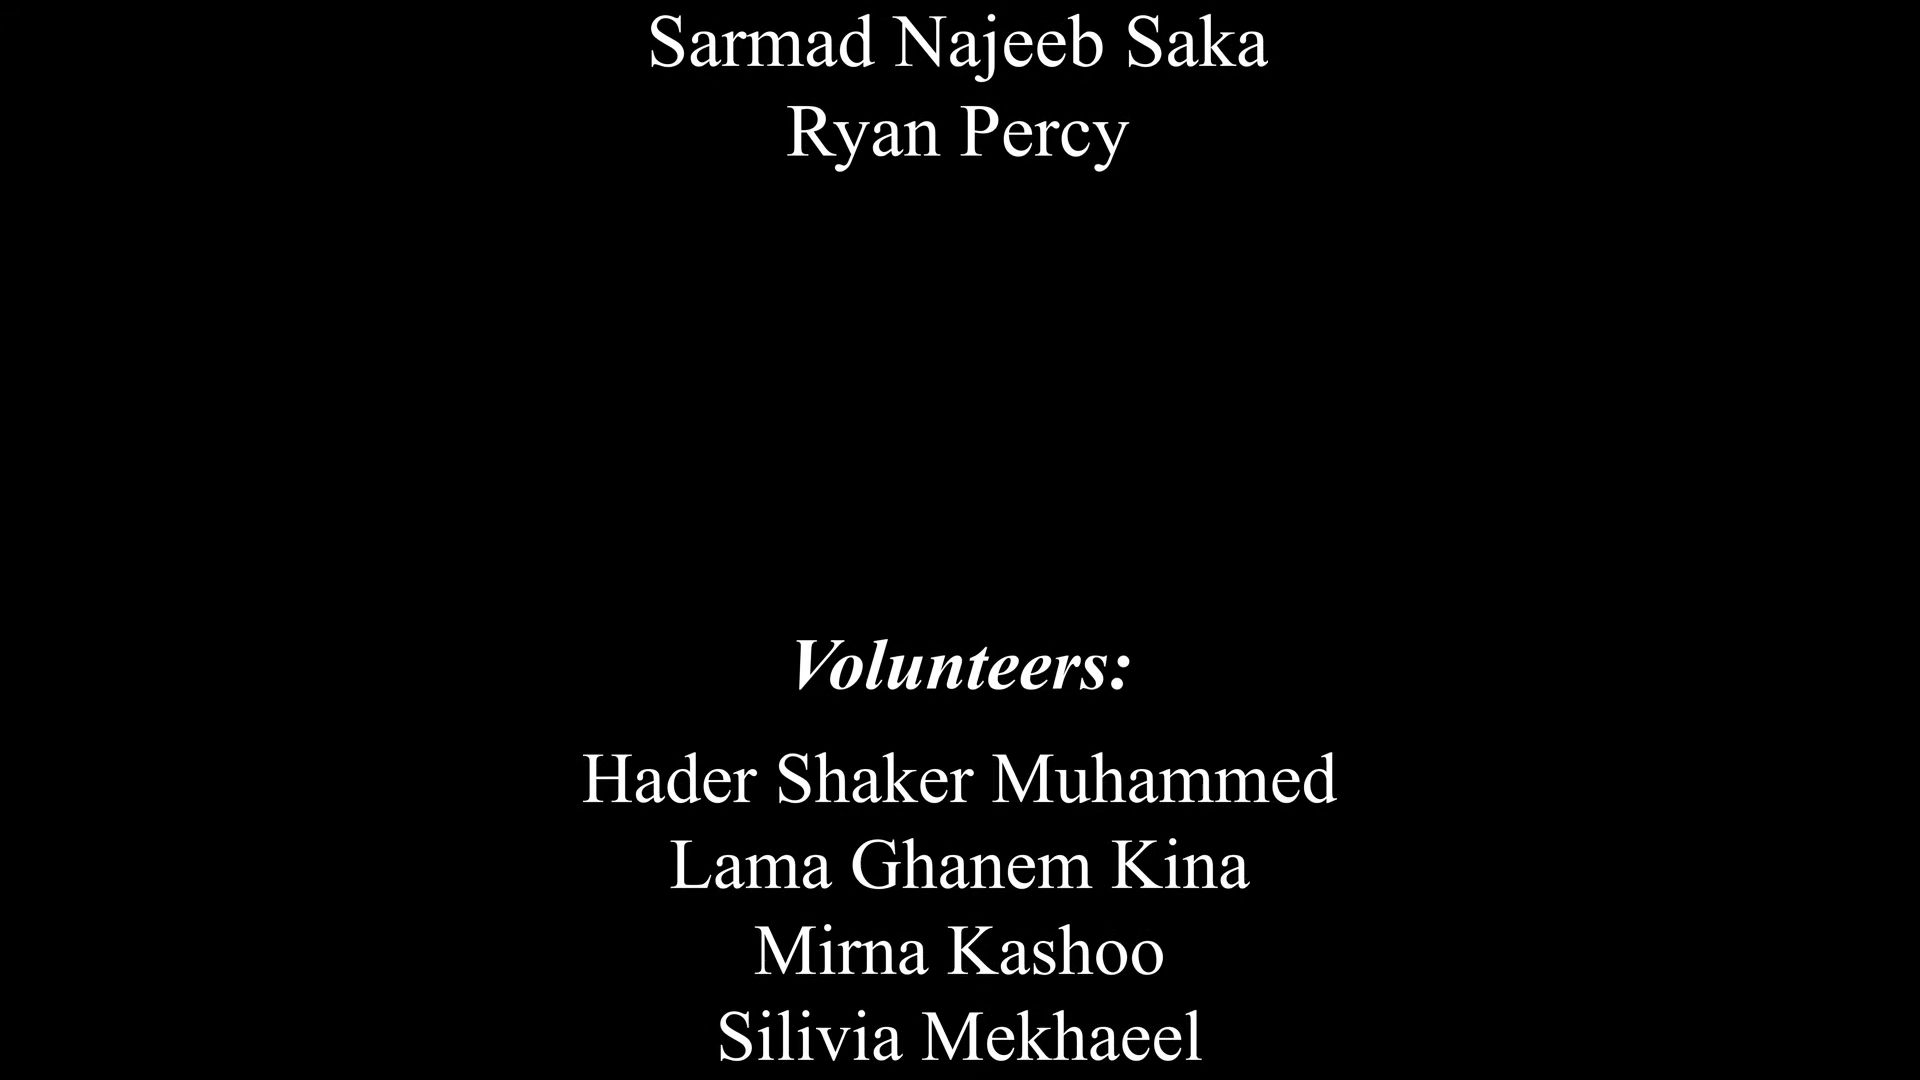 Sarmad Najeeb Saka
Ryan Percy
Volunteers:
Hader Shaker Muhammed
Lama Ghanem Kina
Mirna Kashoo
Silivia Mekhaeel